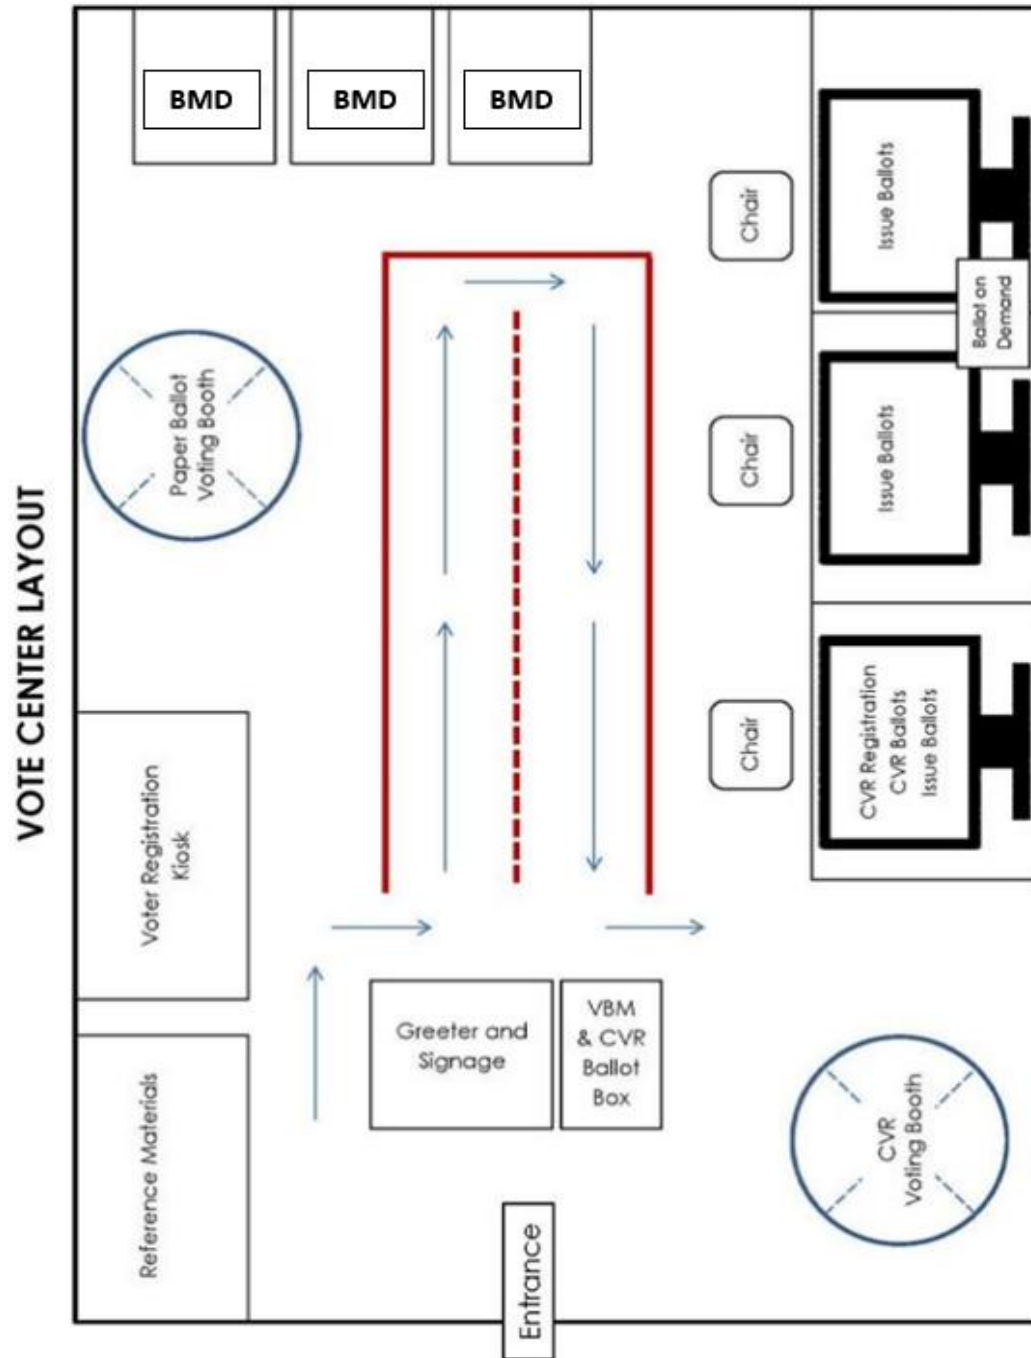 VOTE CENTER LAYOUT
BMD
BMD
BMD
Paper Ballot
Voting Booth
Voter Registration
Kiosk
Reference Materials
Greeter and
Signage
VBM
& CVR
Ballot
Box
Entrance
Chair
Chair
Chair
Issue Ballots
Ballot on
Demand
Issue Ballots
CVR Registration
CVR Ballots
Issue Ballots
CVR
Voting Booth